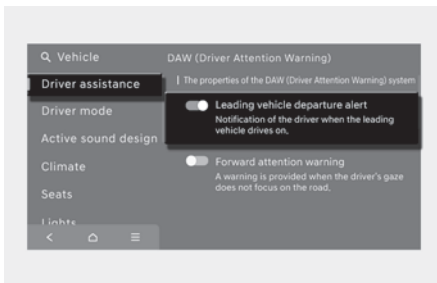 Vehicle
Driver assistance
Driver mode
Active sound design
Climate
Seats
Lights
DAW (Driver Attention Warning)
The properties of the DAW (Driver Attention Warning) system
Leading vehicle departure alert
Notification of the driver when the leading
vehicle drives on,
Forward attention warning
A warning is provided when the driver's gaze
does not focus on the road,